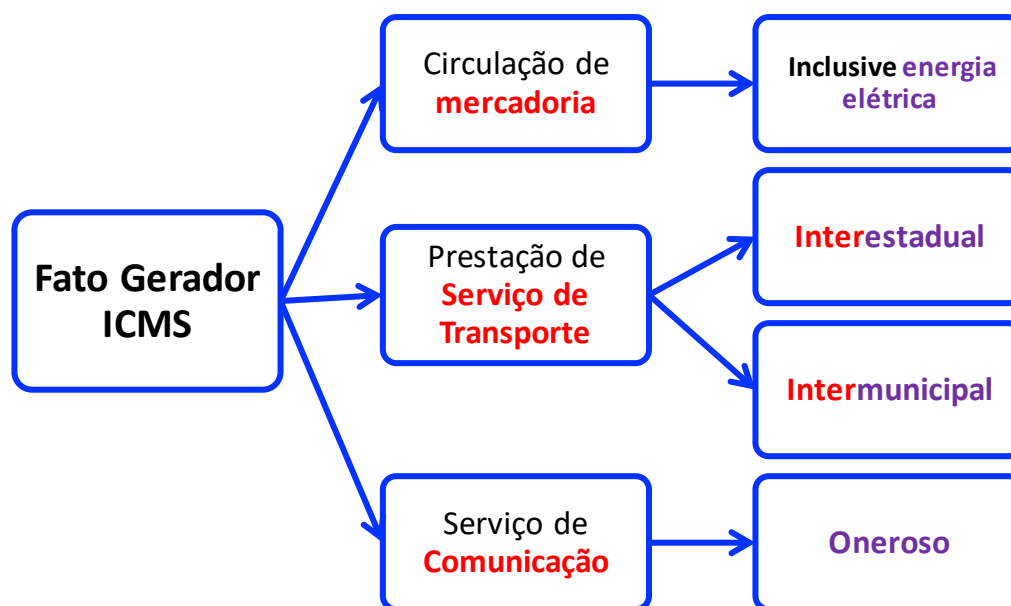 Fato Gerador
ICMS
Circulação de
mercadoria
Inclusive energia
elétrica
Prestação de
Serviço de
Transporte
Interestadual
Intermunicipal
Serviço de
Comunicação
Oneroso